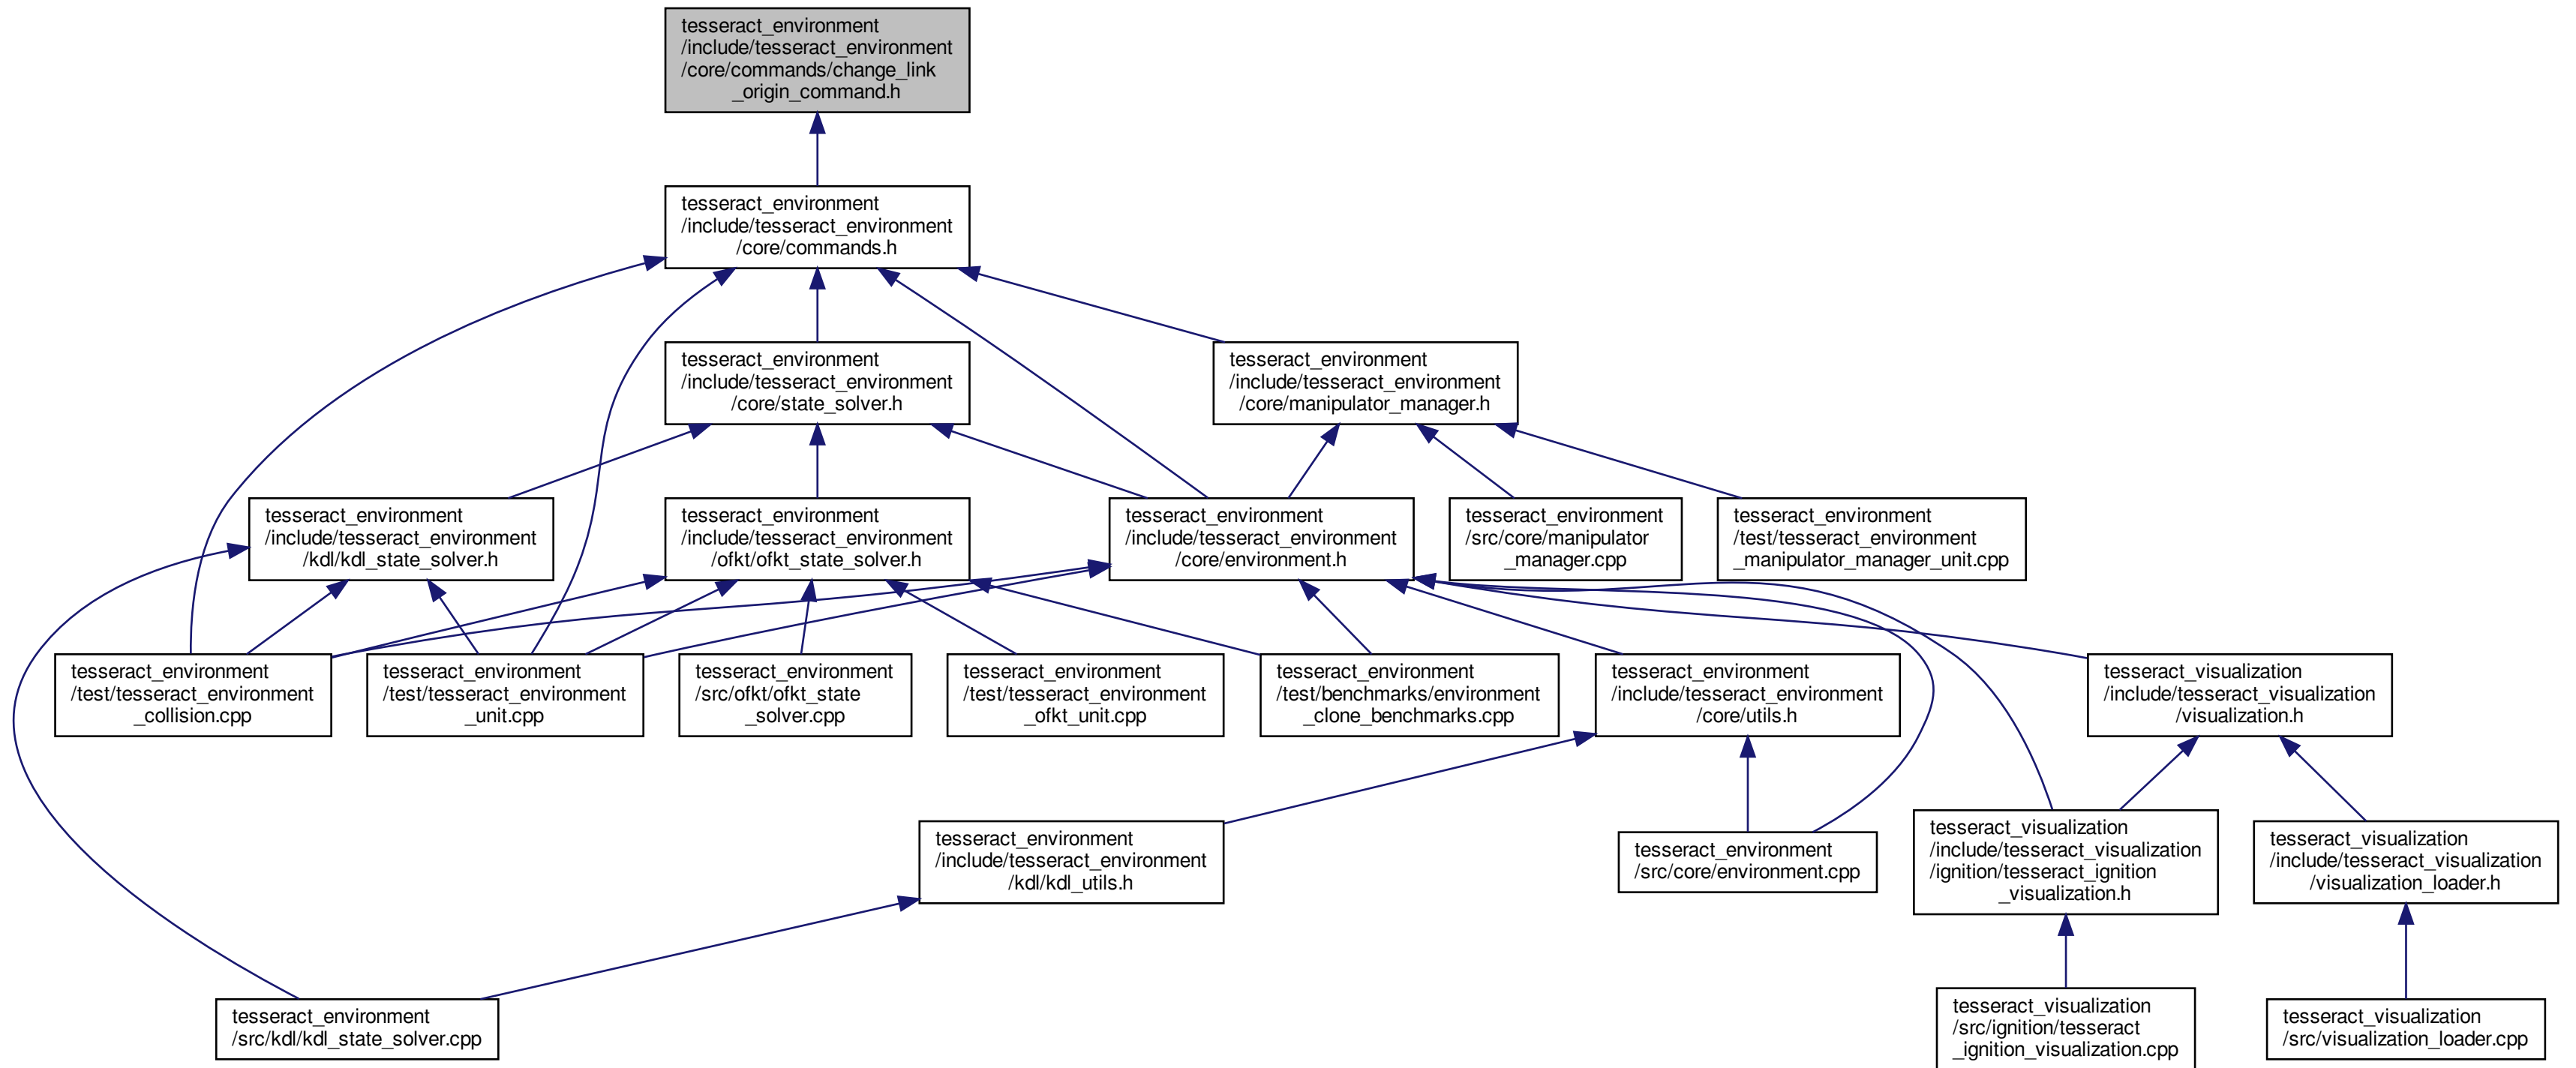 tesseract_environment
/include/tesseract_environment
/core/commands/change_link
_origin_command.h
tesseract_environment
/include/tesseract_environment
/core/commands.h
tesseract_environment
/include/tesseract_environment
/core/state_solver.h
tesseract_environment
/include/tesseract_environment
/core/manipulator_manager.h
tesseract_environment
/include/tesseract_environment
/kdl/kdl_state_solver.h
tesseract_environment
/include/tesseract_environment
/ofkt/ofkt_state_solver.h
tesseract_environment
/include/tesseract_environment
/core/environment.h
tesseract_environment
/src/core/manipulator
_manager.cpp
tesseract_environment
/test/tesseract_environment
_manipulator_manager_unit.cpp
tesseract_environment
/test/tesseract_environment
_collision.cpp
tesseract_environment
/test/tesseract_environment
_unit.cpp
tesseract_environment
/src/ofkt/ofkt_state
_solver.cpp
tesseract_environment
/test/tesseract_environment
_ofkt_unit.cpp
tesseract_environment
/test/benchmarks/environment
_clone_benchmarks.cpp
tesseract_environment
/include/tesseract_environment
/core/utils.h
tesseract_visualization
/include/tesseract_visualization
/visualization.h
tesseract_environment
/include/tesseract_environment
/kdl/kdl_utils.h
tesseract_environment
/src/core/environment.cpp
tesseract_visualization
/include/tesseract_visualization
/ignition/tesseract_ignition
_visualization.h
tesseract_visualization
/include/tesseract_visualization
/visualization_loader.h
tesseract_environment
/src/kdl/kdl_state_solver.cpp
tesseract_visualization
/src/ignition/tesseract
_ignition_visualization.cpp
tesseract_visualization
/src/visualization_loader.cpp